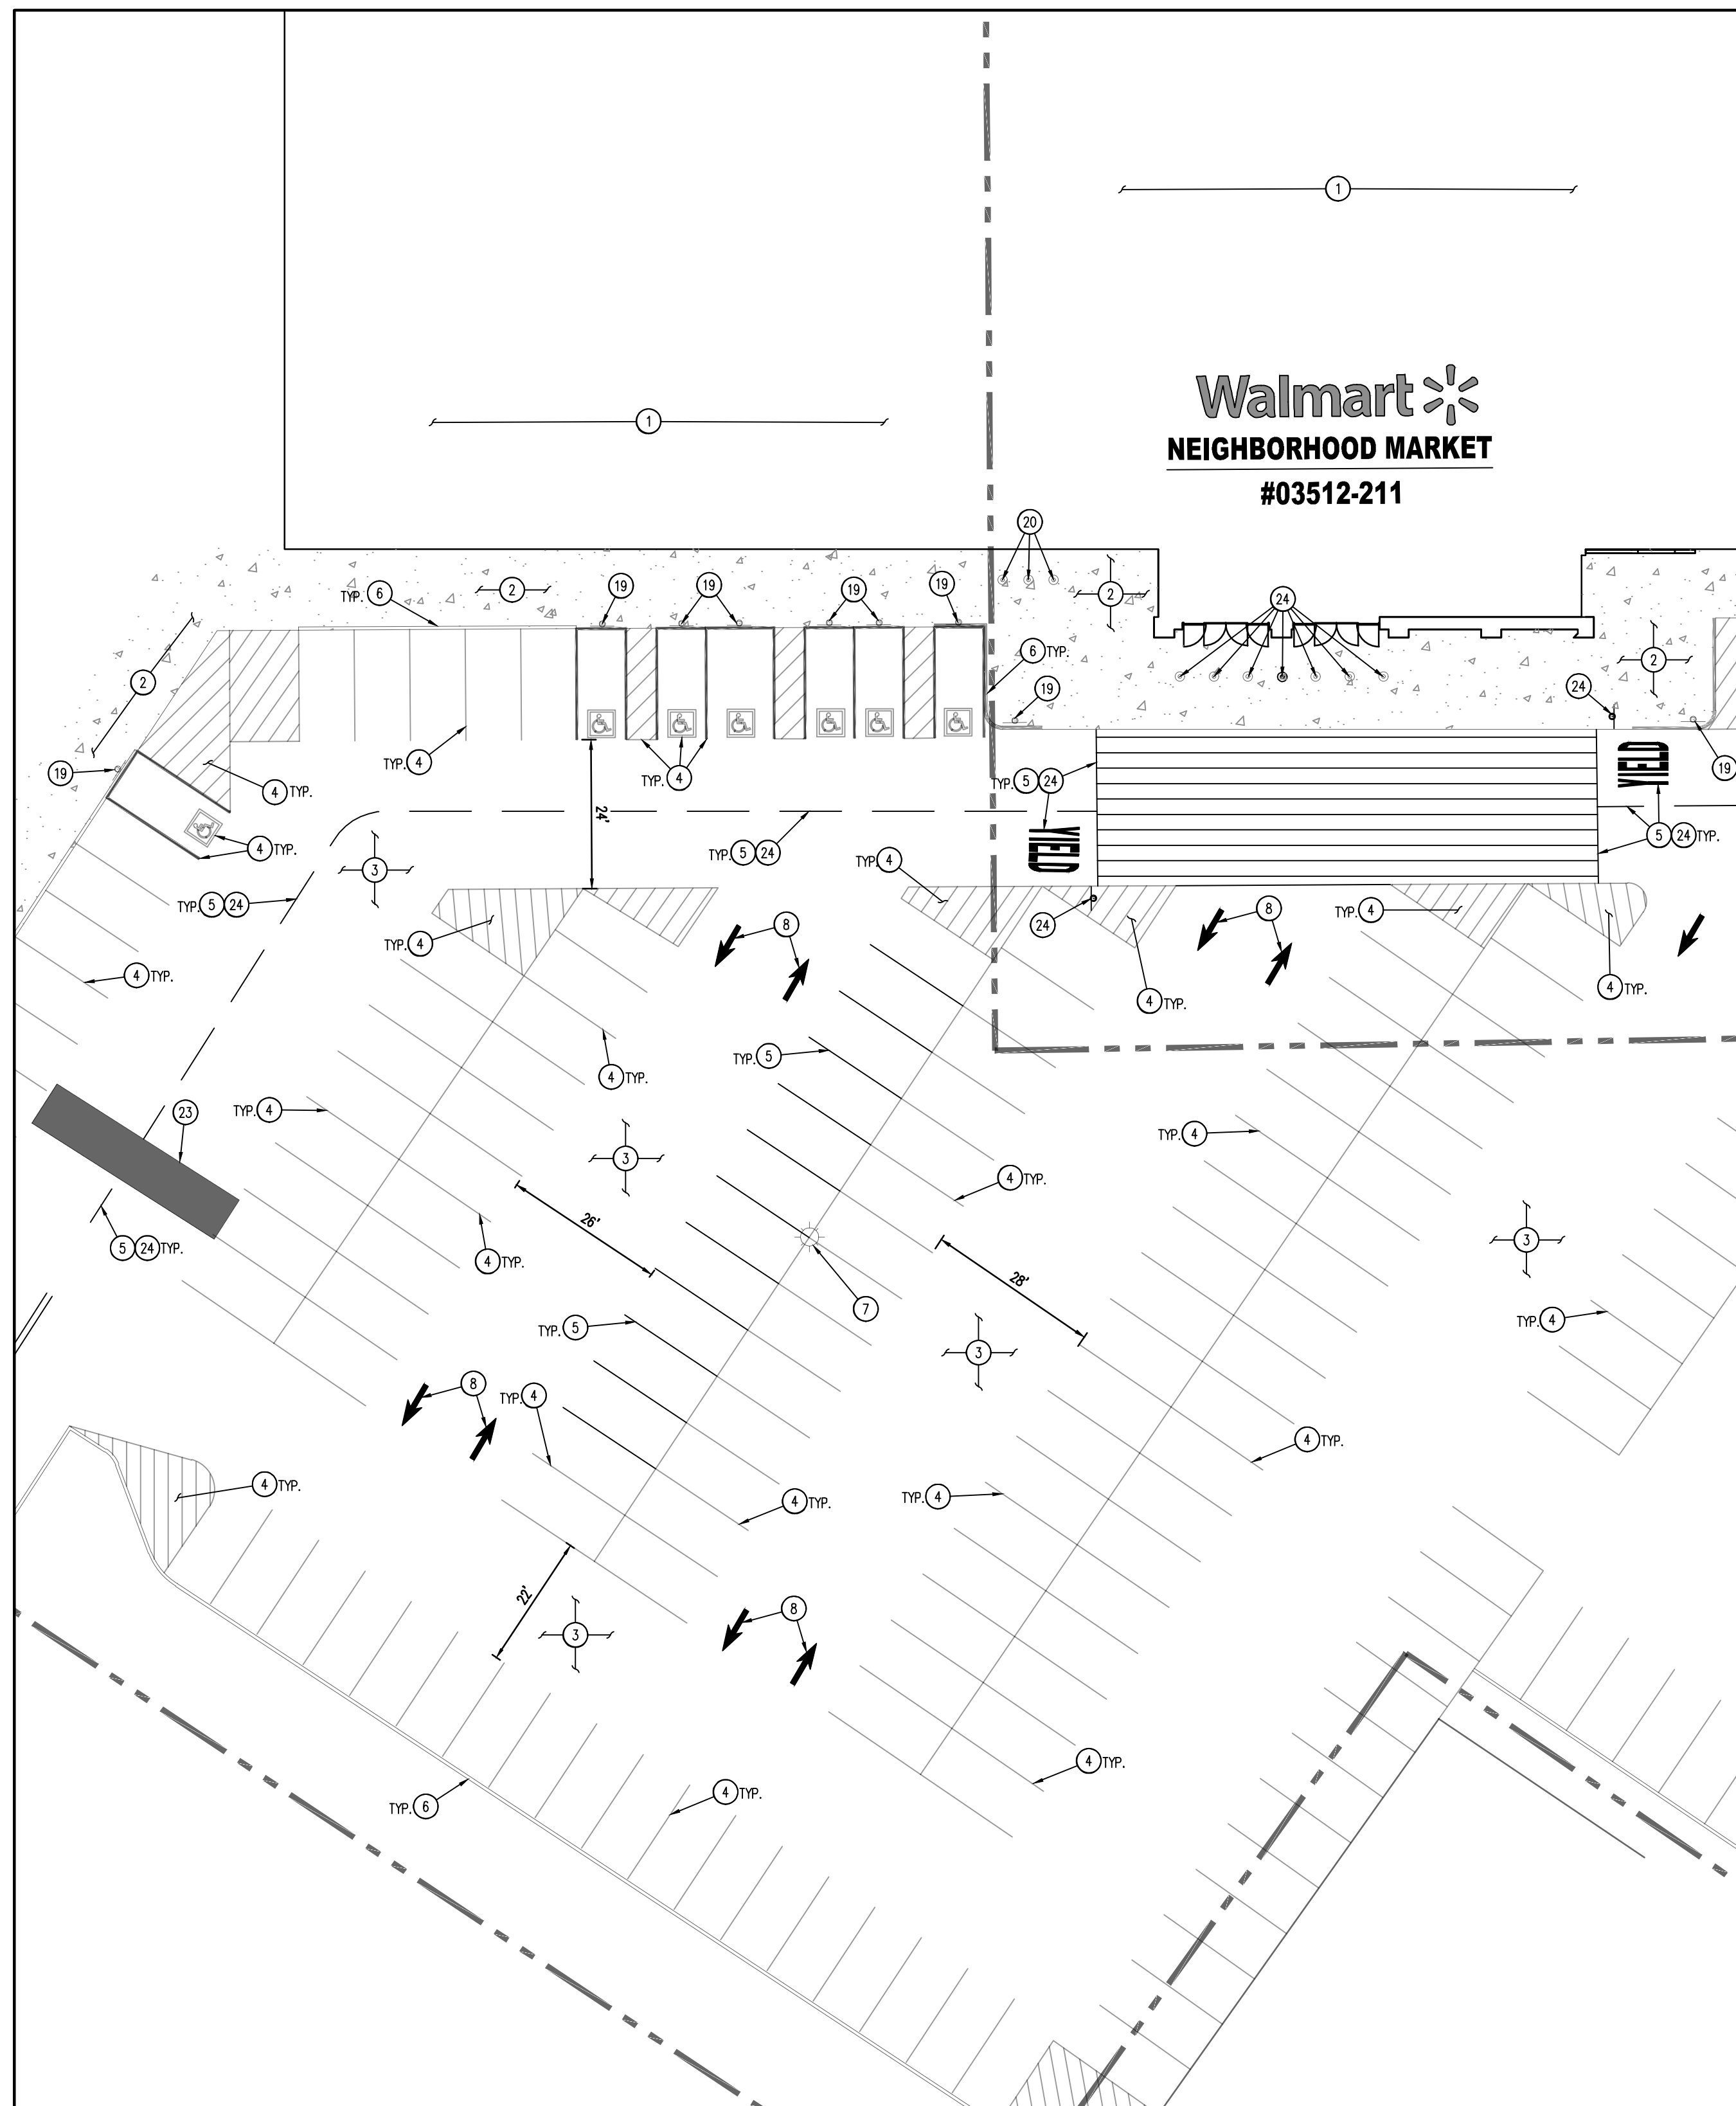 1
Walmart
1
NEIGHBORHOOD MARKET
#03512-211
20
TYP. 6
2
19
19
19
19
2
24
6 TYP.
2
2
19
24
TYP. 4
TYP. 4
19
4 TYP.
24'
TYP. 5 24
YIELD
19
4 TYP.
3
TYP. 5 24
TYP. 4
YIELD
5 24 TYP.
TYP. 5 24
TYP. 4
8
24
8
TYP. 4
4 TYP.
4 TYP.
4 TYP.
4 TYP.
TYP. 5
4 TYP.
23
TYP. 4
3
TYP. 4
4 TYP.
26'
5 24 TYP.
4 TYP.
28'
3
7
TYP. 5
3
TYP. 4
8
TYP. 4
4 TYP.
4 TYP.
4 TYP.
TYP. 4
22'
3
8
4 TYP.
TYP. 6
4 TYP.